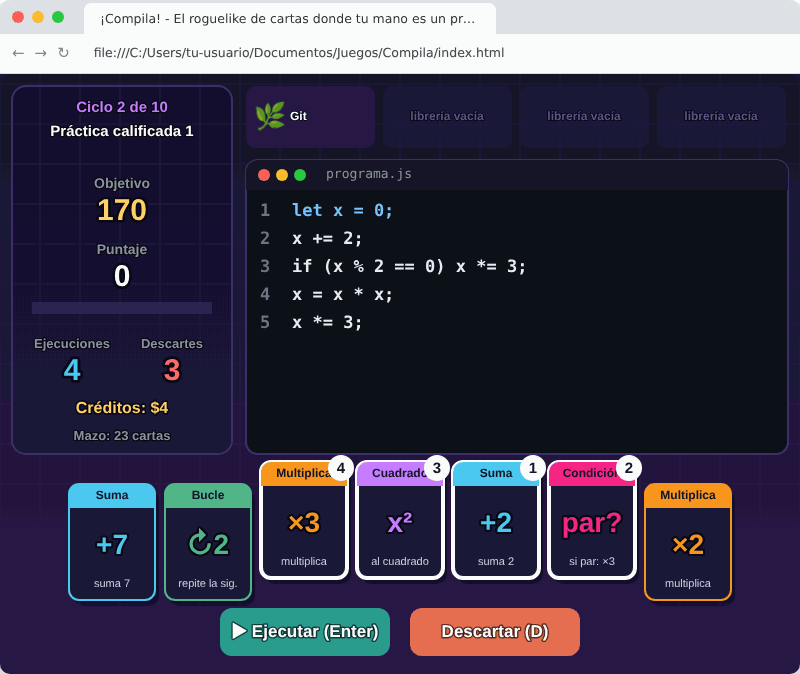 ¡Compila! - El roguelike de cartas donde tu mano es un pr...
file:///C:/Users/tu-usuario/Documentos/Juegos/Compila/index.html
Ciclo 2 de 10
Práctica calificada 1
Objetivo
170
Puntaje
0
Ejecuciones Descartes
4 3
Créditos: $4
Mazo: 23 cartas
Git
librería vacía
librería vacía
librería vacía
programa.js
1 let x = 0;
2 x += 2;
3 if (x % 2 == 0) x *= 3;
4 x = x * x;
5 x *= 3;
Suma
+7
suma 7
Bucle
↻2
repite la sig.
Multiplica 4
×3
multiplica
Cuadrado 3
x²
al cuadrado
Suma 1
+2
suma 2
Condición 2
par?
si par: ×3
Multiplica
×2
multiplica
▶ Ejecutar (Enter)
Descartar (D)